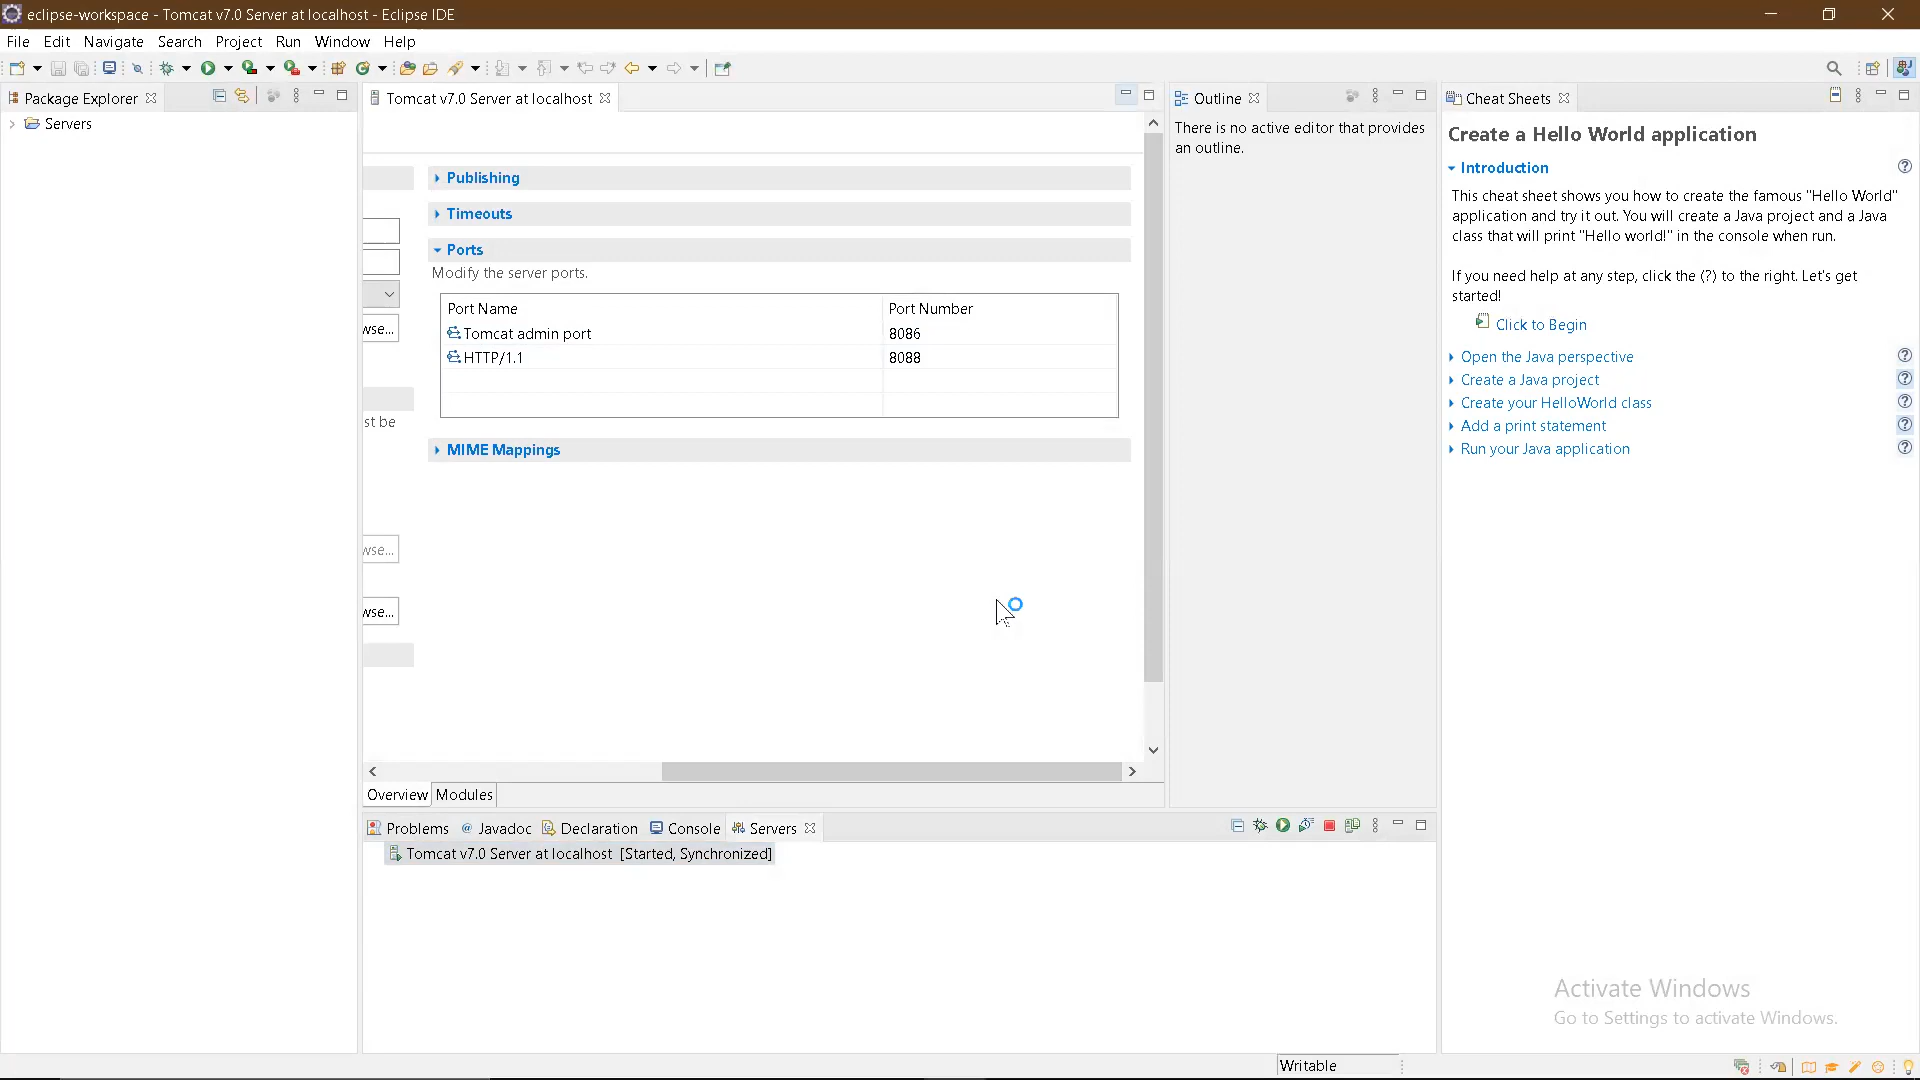 eclipse-workspace - Tomcat v7.0 Server at localhost - Eclipse IDE
File Edit Navigate Search Project Run Window Help
Package Explorer
Servers
Tomcat v7.0 Server at localhost
Publishing
Timeouts
Ports
Modify the server ports.
Port Name Port Number
Tomcat admin port 8086
HTTP/1.1 8088
MIME Mappings
wse...
st be
wse...
wse...
Overview Modules
Outline
There is no active editor that provides
an outline.
Cheat Sheets
Create a Hello World application
Introduction
This cheat sheet shows you how to create the famous "Hello World"
application and try it out. You will create a Java project and a Java
class that will print "Hello world!" in the console when run.
If you need help at any step, click the (?) to the right. Let's get
started!
Click to Begin
Open the Java perspective
Create a Java project
Create your HelloWorld class
Add a print statement
Run your Java application
Problems Javadoc Declaration Console Servers
Tomcat v7.0 Server at localhost [Started, Synchronized]
Activate Windows
Go to Settings to activate Windows.
Writable